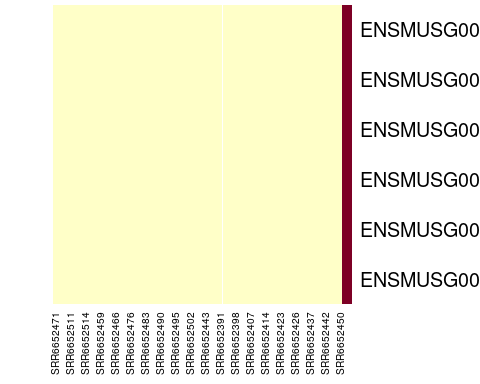 ENSMUSG00
ENSMUSG00
ENSMUSG00
ENSMUSG00
ENSMUSG00
ENSMUSG00
SRR6652471
SRR6652511
SRR6652514
SRR6652459
SRR6652466
SRR6652476
SRR6652483
SRR6652490
SRR6652495
SRR6652502
SRR6652443
SRR6652391
SRR6652398
SRR6652407
SRR6652414
SRR6652423
SRR6652426
SRR6652437
SRR6652442
SRR6652450